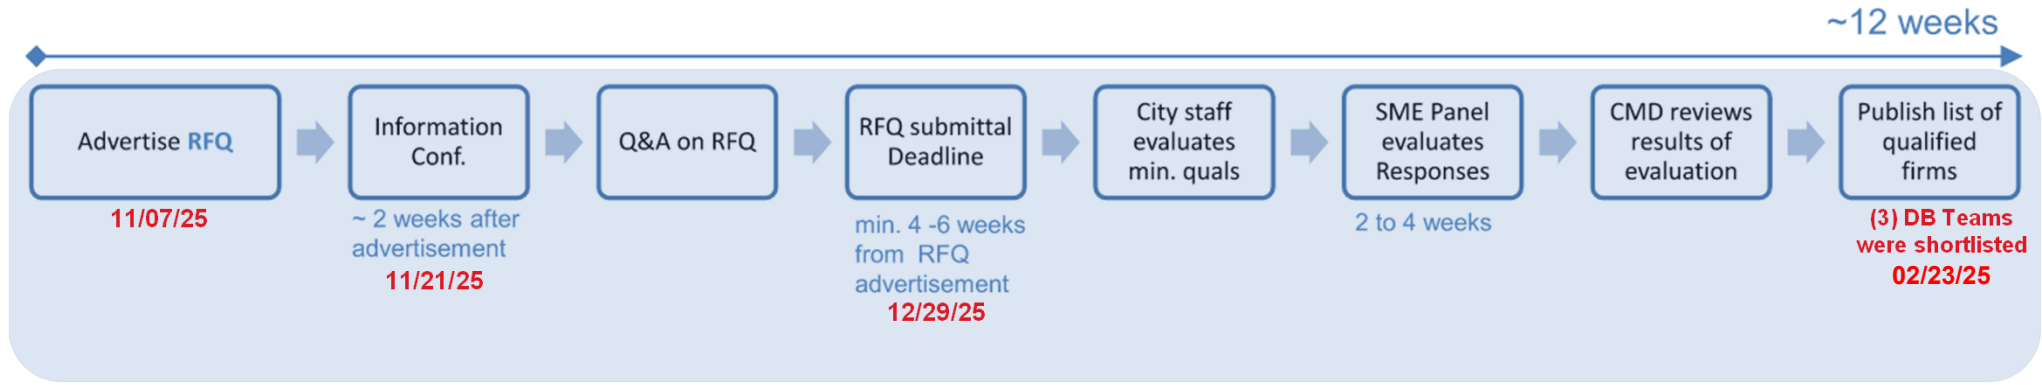 ~12 weeks
Advertise RFQ
11/07/25
Information
Conf.
~ 2 weeks after
advertisement
11/21/25
Q&A on RFQ
RFQ submittal
Deadline
min. 4 -6 weeks
from RFQ
advertisement
12/29/25
City staff
evaluates
min. quals
SME Panel
evaluates
Responses
2 to 4 weeks
CMD reviews
results of
evaluation
Publish list of
qualified
firms
(3) DB Teams
were shortlisted
02/23/25